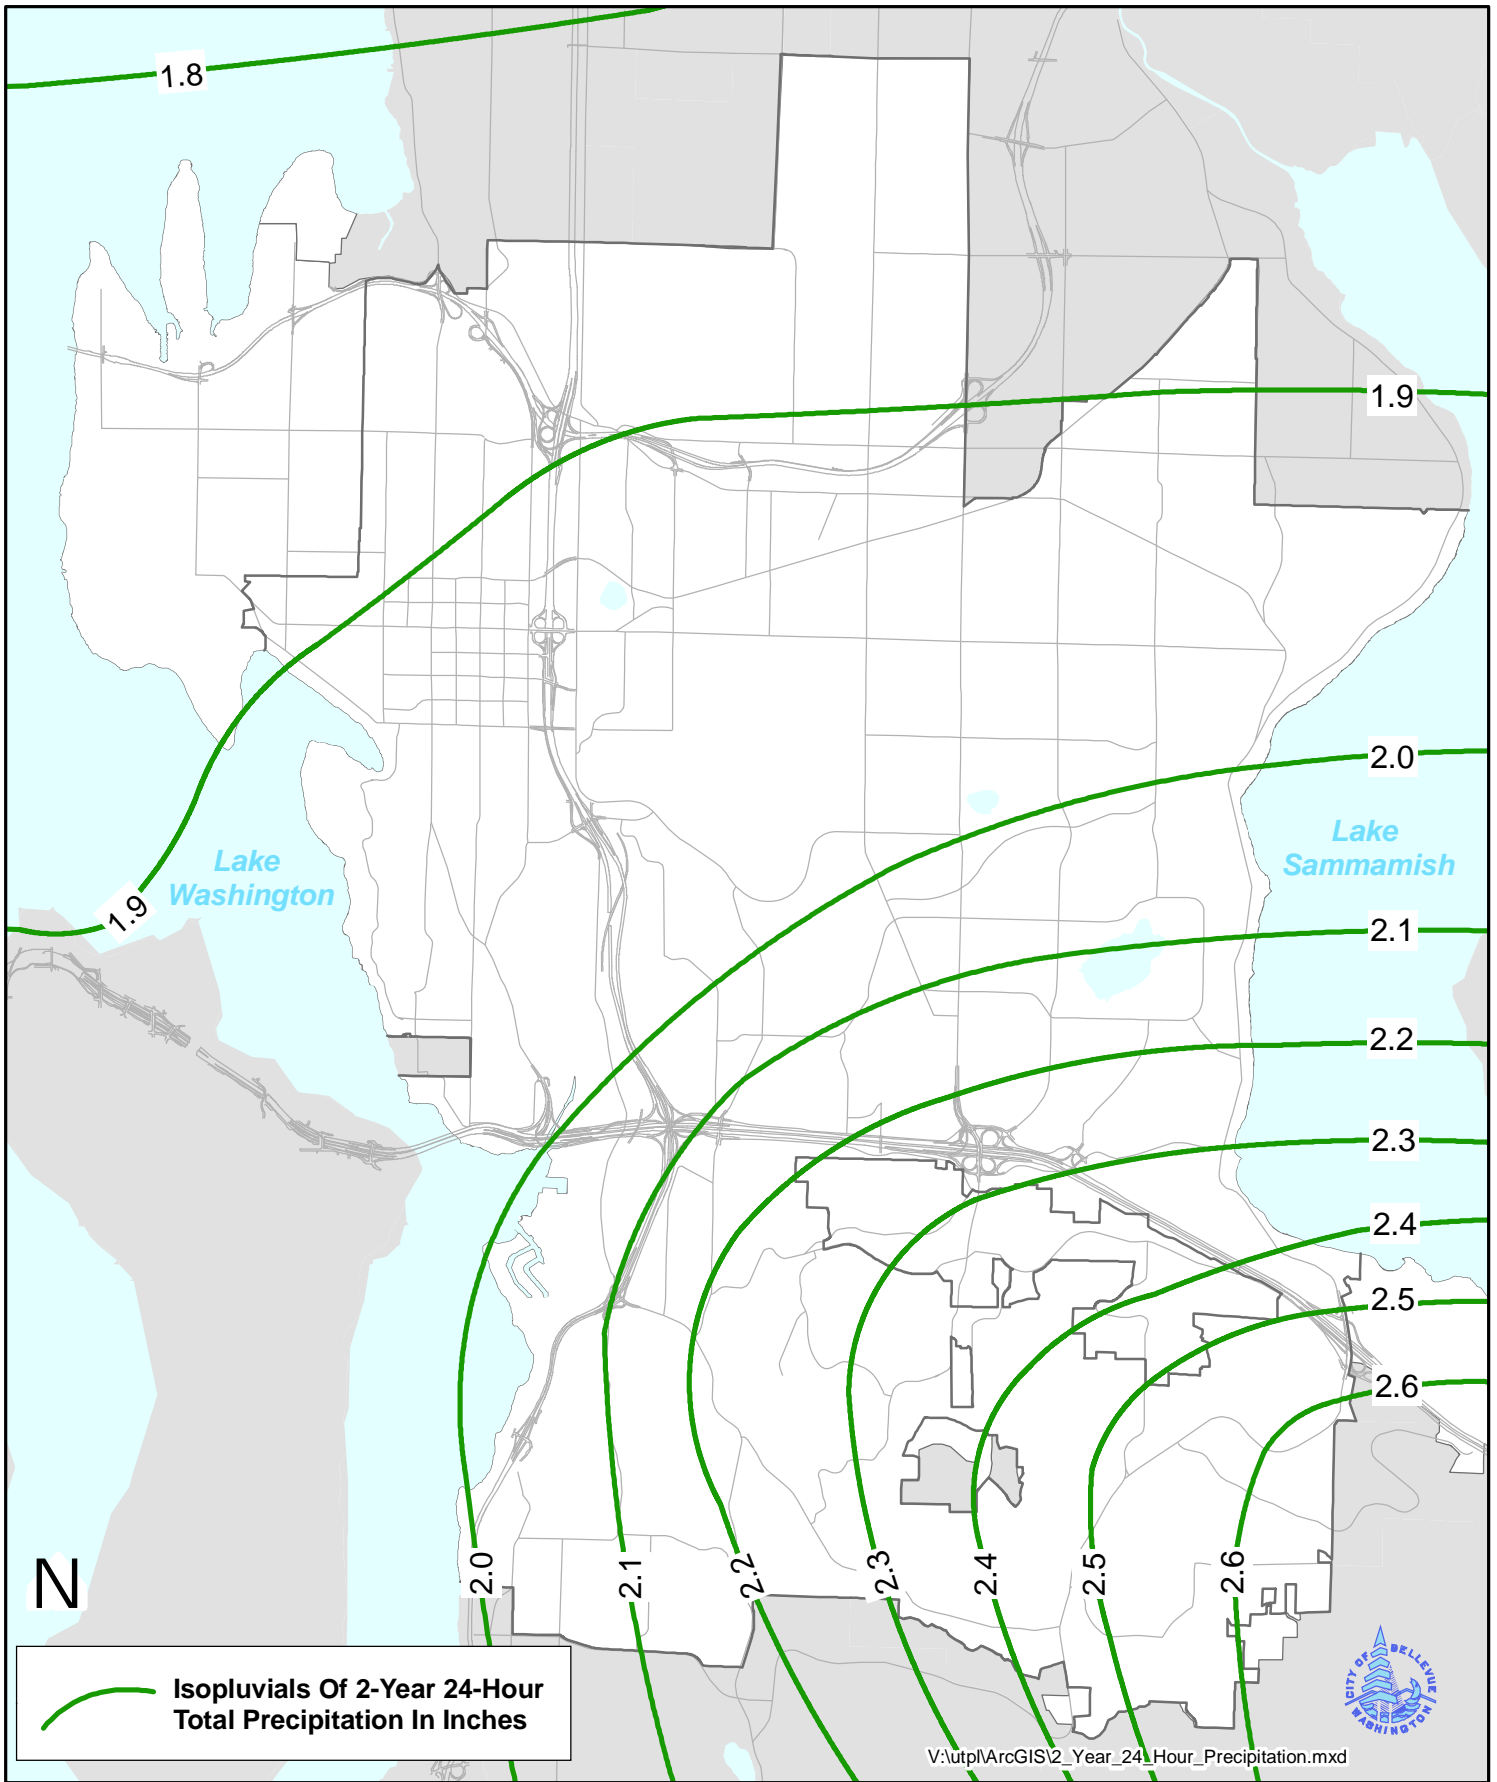 1.8
1.9
2.0
Lake
Washington
Lake
Sammamish
1.9
2.1
2.2
2.3
2.4
2.5
2.6
2.0
2.1
2.2
2.3
2.4
2.5
2.6
N
Isopluvials Of 2-Year 24-Hour
Total Precipitation In Inches
CITY OF BELLEVUE
WASHINGTON
V:\utpl\ArcGIS\2_Year_24_Hour_Precipitation.mxd